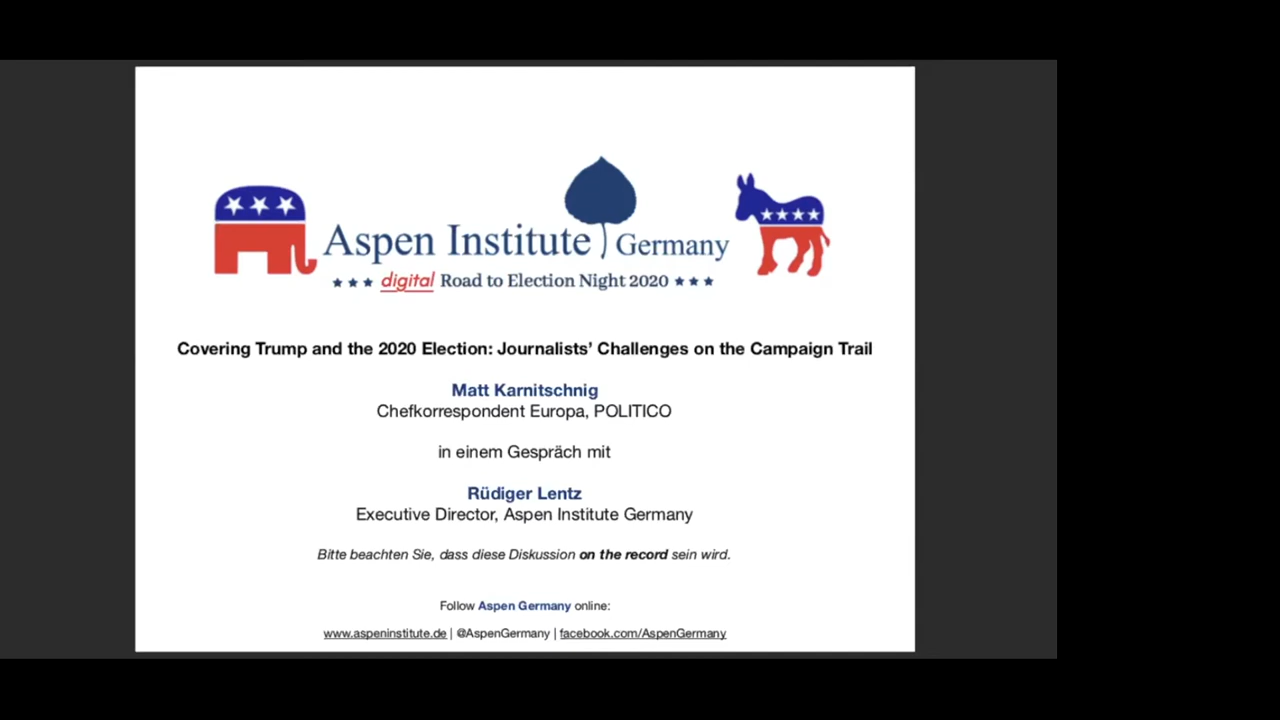 Aspen Institute Germany
digital Road to Election Night 2020
Covering Trump and the 2020 Election: Journalists’ Challenges on the Campaign Trail
Matt Karnitschnig
Chefkorrespondent Europa, POLITICO
in einem Gespräch mit
Rüdiger Lentz
Executive Director, Aspen Institute Germany
Bitte beachten Sie, dass diese Diskussion on the record sein wird.
Follow Aspen Germany online:
www.aspeninstitute.de | @AspenGermany | facebook.com/AspenGermany